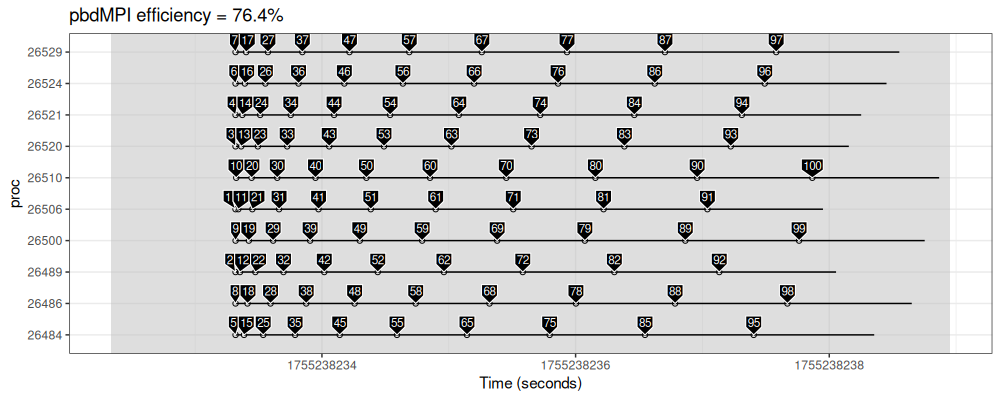 pbdMPI efficiency = 76.4%
26529 7 17 27 37 47 57 67 77 87 97
26524 6 16 26 36 46 56 66 76 86 96
26521 4 14 24 34 44 54 64 74 84 94
26520 3 13 23 33 43 53 63 73 83 93
26510 10 20 30 40 50 60 70 80 90 100
26506 1 11 21 31 41 51 61 71 81 91
26500 9 19 29 39 49 59 69 79 89 99
26489 2 12 22 32 42 52 62 72 82 92
26486 8 18 28 38 48 58 68 78 88 98
26484 5 15 25 35 45 55 65 75 85 95
proc
1755238234 1755238236 1755238238
Time (seconds)